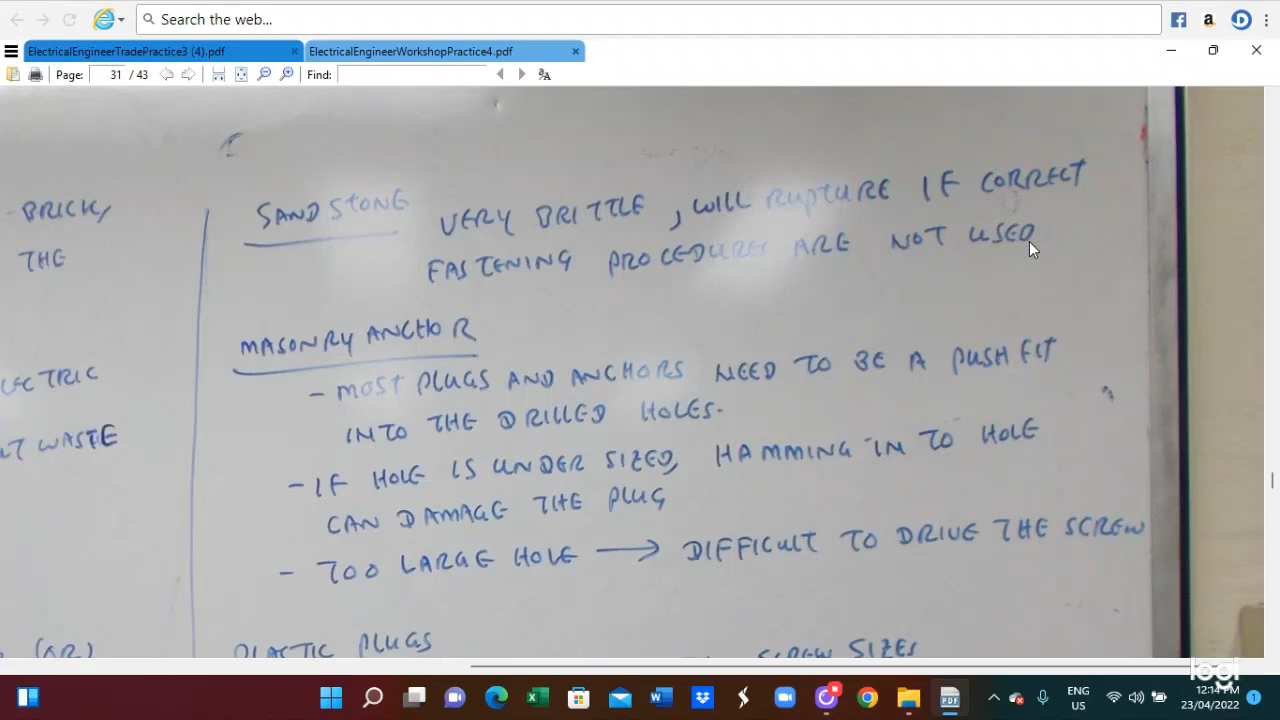 Search the web...
ElectricalEngineerTradePractice3 (4).pdf
ElectricalEngineerWorkshopPractice4.pdf
Page: 31 / 43
Find:
BRICK,
THE
LECTRIC
WASTE
SANDSTONE VERY BRITTLE, WILL RUPTURE IF CORRECT
FASTENING PROCEDURES ARE NOT USED
MASONRY ANCHOR
- MOST PLUGS AND ANCHORS NEED TO BE A PUSH FIT
INTO THE DRILLED HOLES.
- IF HOLE IS UNDER SIZED, HAMMING IN TO HOLE
CAN DAMAGE THE PLUG
- TOO LARGE HOLE → DIFFICULT TO DRIVE THE SCREW
PLASTIC PLUGS
SCREW SIZES
logi
ENG
US
12:14 PM
23/04/2022